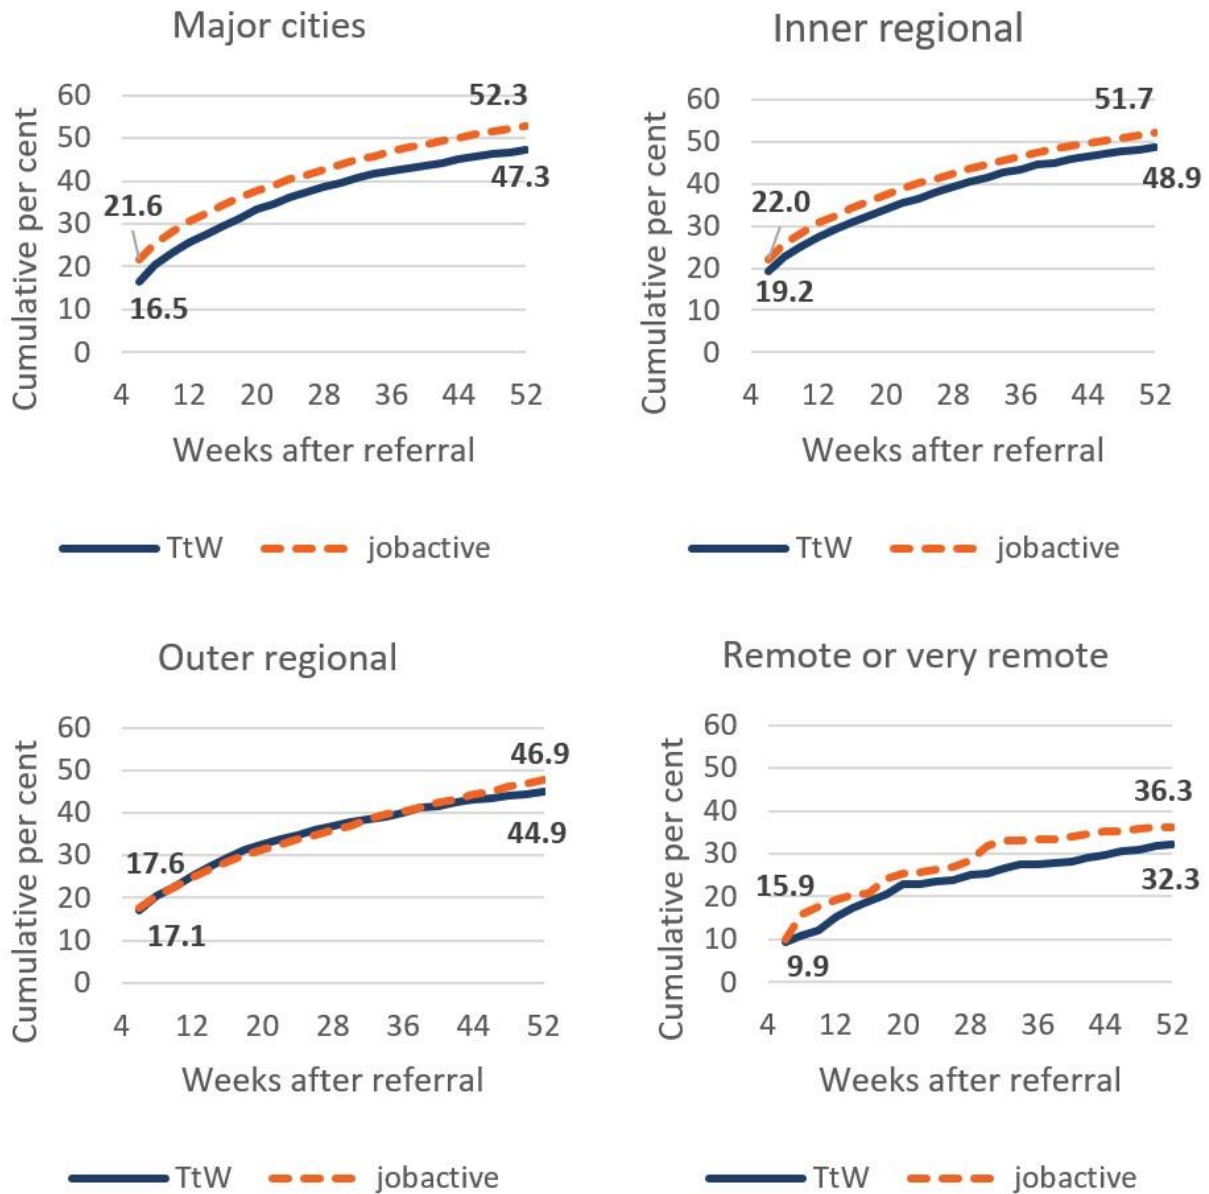 Major cities
Cumulative per cent
60
50
40
30
20
10
0
52.3
47.3
21.6
16.5
4 12 20 28 36 44 52
Weeks after referral
TtW jobactive
Inner regional
Cumulative per cent
60
50
40
30
20
10
0
51.7
48.9
22.0
19.2
4 12 20 28 36 44 52
Weeks after referral
TtW jobactive
Outer regional
Cumulative per cent
60
50
40
30
20
10
0
46.9
44.9
17.6
17.1
4 12 20 28 36 44 52
Weeks after referral
TtW jobactive
Remote or very remote
Cumulative per cent
60
50
40
30
20
10
0
36.3
32.3
15.9
9.9
4 12 20 28 36 44 52
Weeks after referral
TtW jobactive